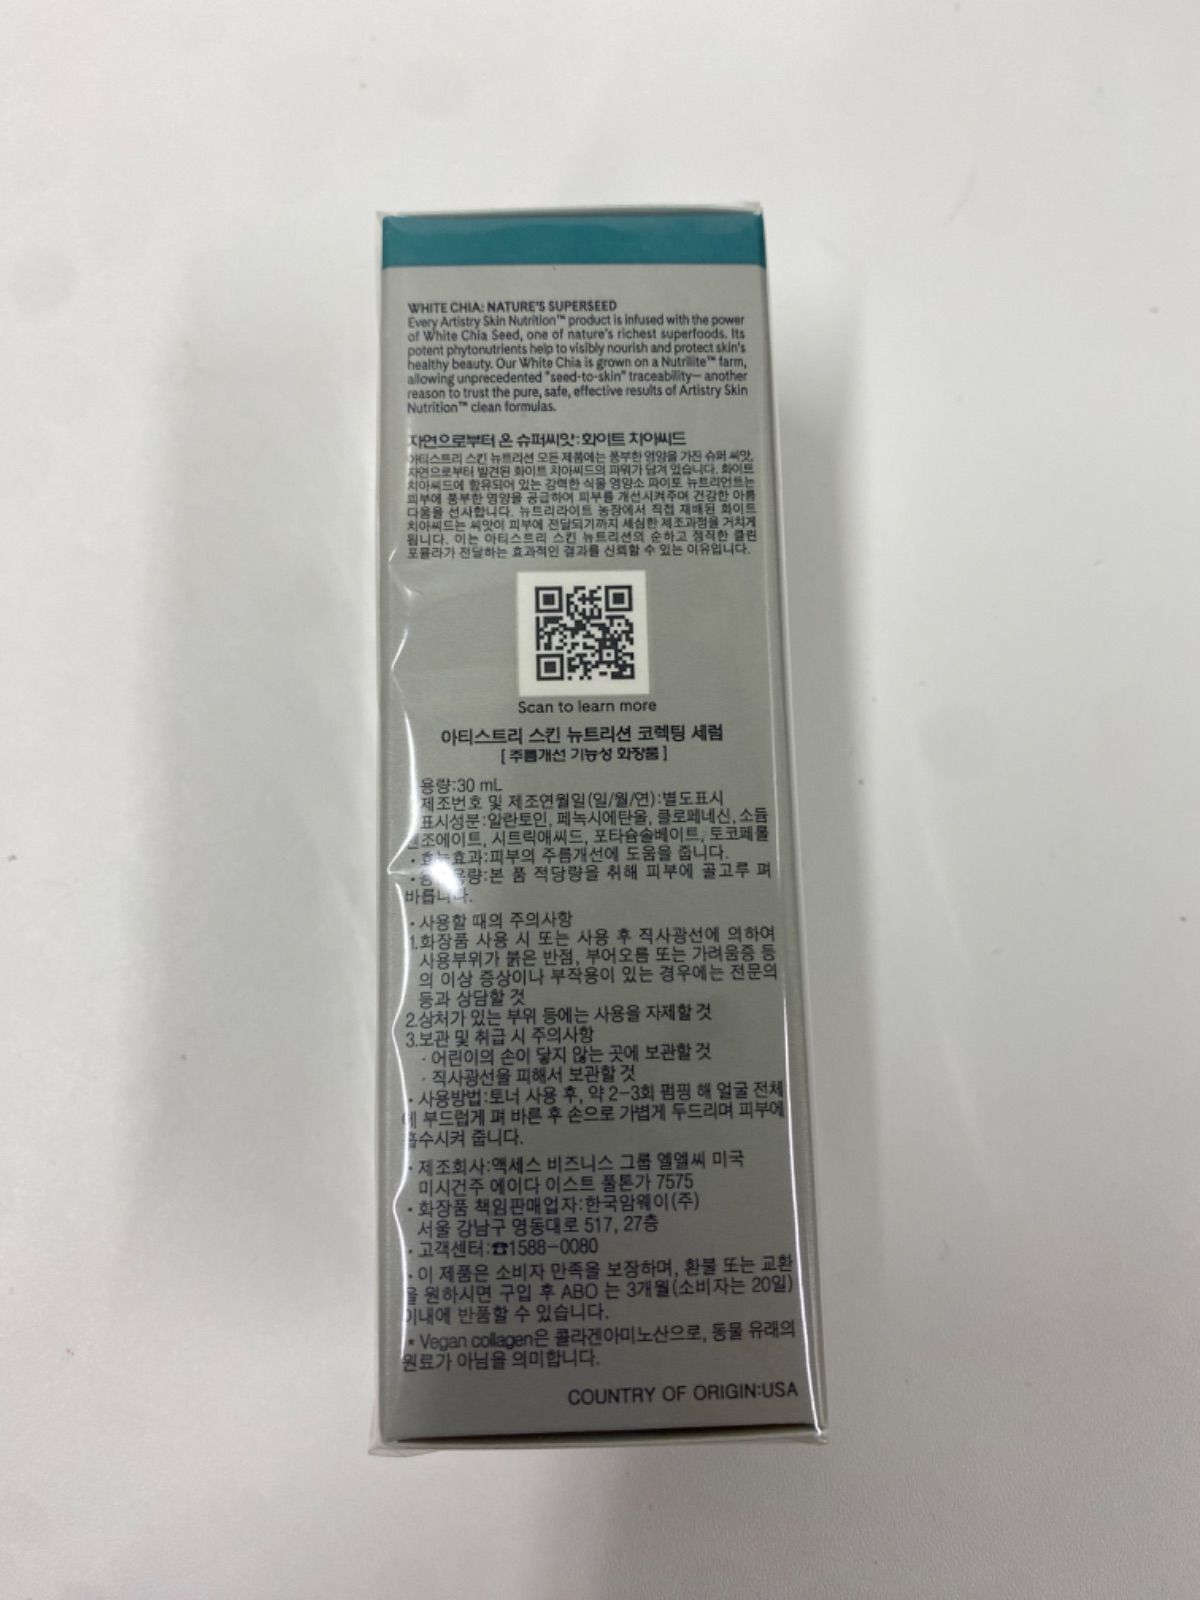 WHITE CHIA: NATURE'S SUPERSEED
Every Artistry Skin Nutrition™ product is infused with the power
of White Chia Seed, one of nature's richest superfoods. Its
potent phytonutrients help to visibly nourish and protect skin's
healthy beauty. Our White Chia is grown on a Nutrilite™ farm,
allowing unprecedented "seed-to-skin" traceability— another
reason to trust the pure, safe, effective results of Artistry Skin
Nutrition™ clean formulas.
자연으로부터 온 슈퍼씨앗:화이트 치아씨드
아티스트리 스킨 뉴트리션 모든 제품에는 풍부한 영양을 가진 슈퍼 씨앗,
자연으로부터 발견된 화이트 치아씨드의 파워가 담겨 있습니다. 화이트
치아씨드에 함유되어 있는 강력한 식물 영양소 파이토 뉴트리언트는
피부에 풍부한 영양을 공급하여 피부를 개선시켜주며 건강한 아름
다움을 선사합니다. 뉴트리라이트 농장에서 직접 재배된 화이트
치아씨드는 씨앗이 피부에 전달되기까지 세심한 제조과정을 거치게
됩니다. 이는 아티스트리 스킨 뉴트리션의 순하고 정직한 클린
포뮬라가 전달하는 효과적인 결과를 신뢰할 수 있는 이유입니다.
Scan to learn more
아티스트리 스킨 뉴트리션 코렉팅 세럼
[ 주름개선 기능성 화장품 ]
용량:30 mL
제조번호 및 제조연월일(일/월/연):별도표시
표시성분:알란토인, 페녹시에탄올, 클로페네신, 소듐
조에이트, 시트릭애씨드, 포타슘솔베이트, 토코페롤
• 효능효과:피부의 주름개선에 도움을 줍니다.
• 용량:본 품 적당량을 취해 피부에 골고루 펴
바릅니다.
• 사용할 때의 주의사항
1.화장품 사용 시 또는 사용 후 직사광선에 의하여
사용부위가 붉은 반점, 부어오름 또는 가려움증 등
의 이상 증상이나 부작용이 있는 경우에는 전문의
등과 상담할 것
2.상처가 있는 부위 등에는 사용을 자제할 것
3.보관 및 취급 시 주의사항
· 어린이의 손이 닿지 않는 곳에 보관할 것
· 직사광선을 피해서 보관할 것
• 사용방법:토너 사용 후, 약 2-3회 펌핑 해 얼굴 전체
에 부드럽게 펴 바른 후 손으로 가볍게 두드리며 피부에
흡수시켜 줍니다.
• 제조회사:액세스 비즈니스 그룹 엘엘씨 미국
미시건주 에이다 이스트 풀톤가 7575
• 화장품 책임판매업자:한국암웨이(주)
서울 강남구 영동대로 517, 27층
• 고객센터:☎1588-0080
• 이 제품은 소비자 만족을 보장하며, 환불 또는 교환
을 원하시면 구입 후 ABO 는 3개월(소비자는 20일)
이내에 반품할 수 있습니다.
* Vegan collagen은 콜라겐아미노산으로, 동물 유래의
원료가 아님을 의미합니다.
COUNTRY OF ORIGIN:USA